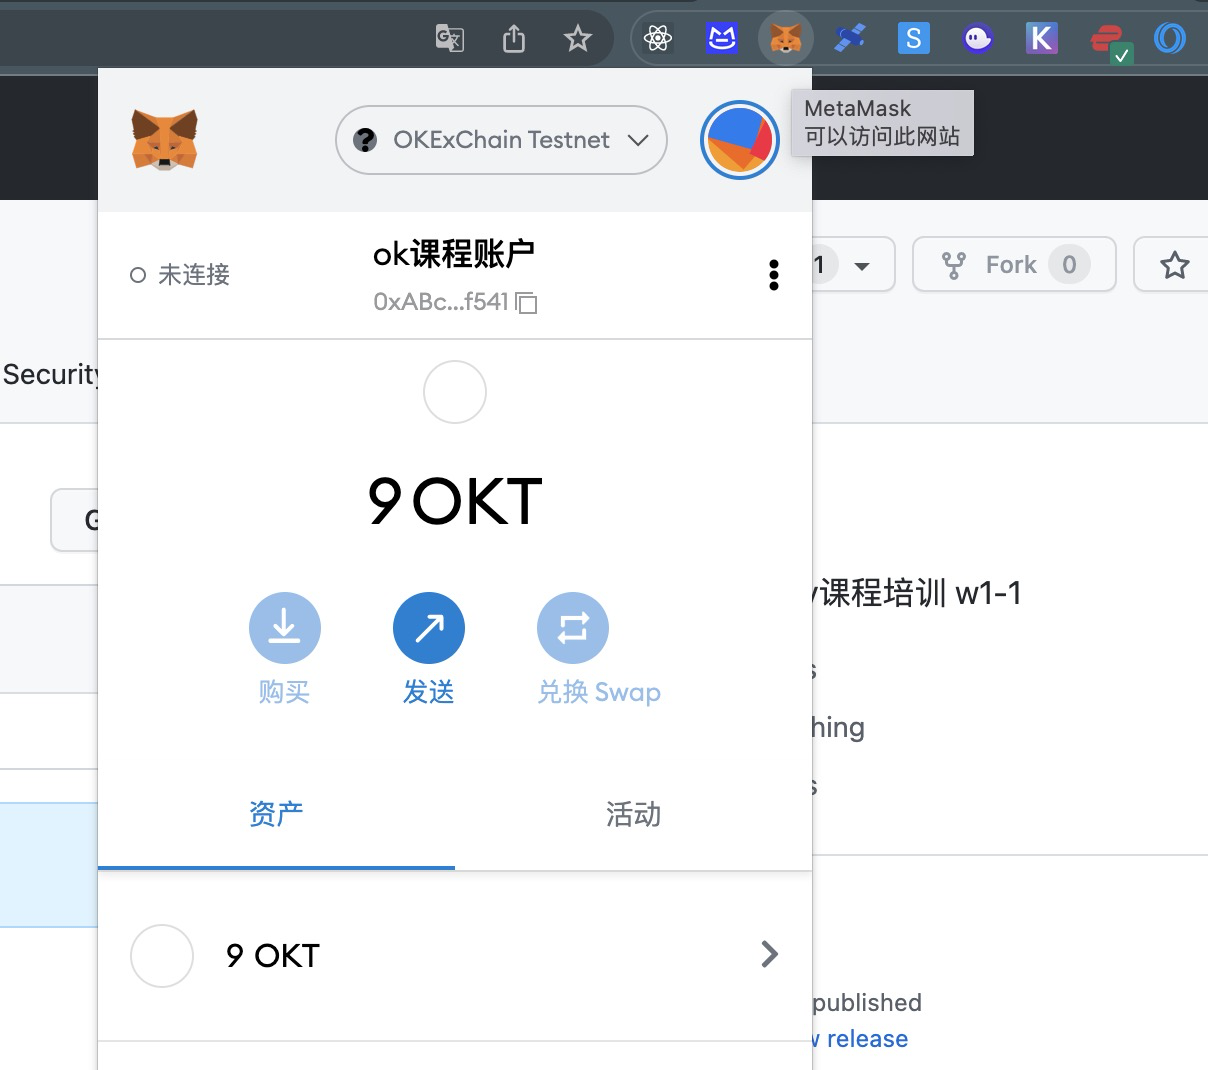 MetaMask
可以访问此网站
OKExChain Testnet
未连接
ok课程账户
0xABc...f541
1
Fork 0
Security
9 OKT
G
课程培训 w1-1
购买
发送
兑换 Swap
hing
资产
活动
9 OKT
published
release
S
K